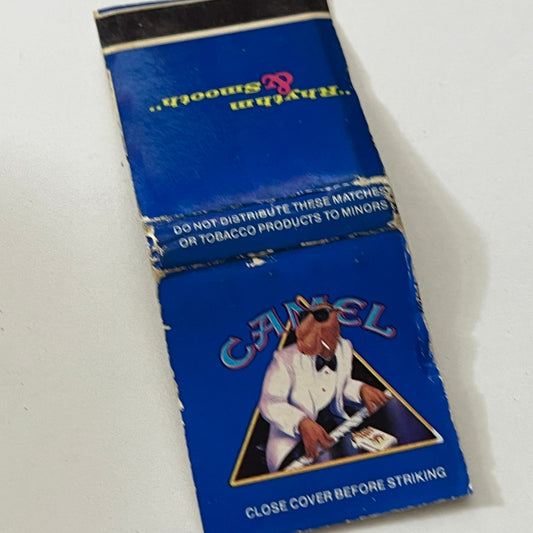 "Rhythm
&
Smooth"
DO NOT DISTRIBUTE THESE MATCHES
OR TOBACCO PRODUCTS TO MINORS
CAMEL
CLOSE COVER BEFORE STRIKING